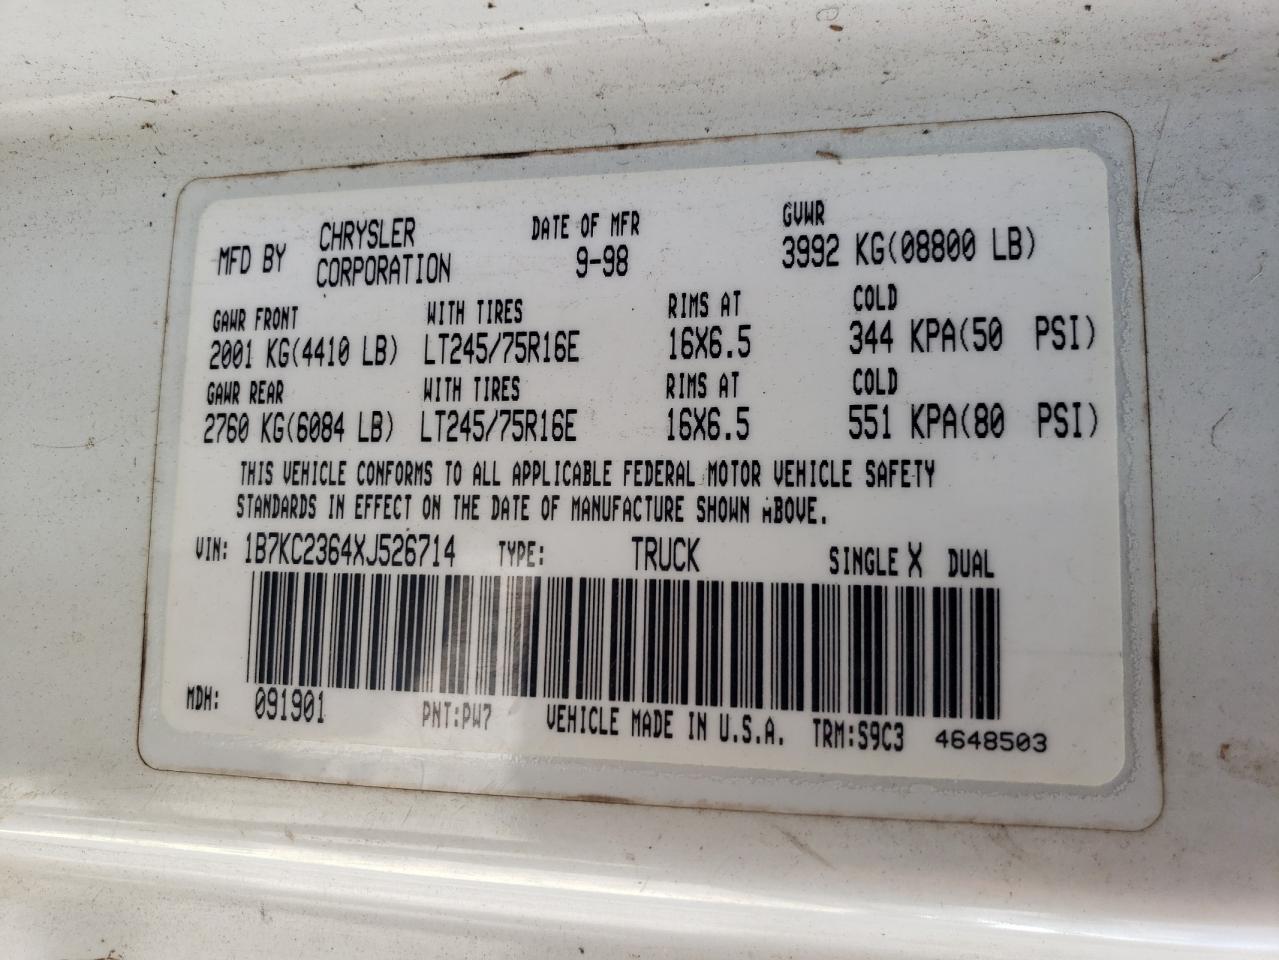 MFD BY CHRYSLER CORPORATION DATE OF MFR 9-98 GVWR 3992 KG(08800 LB)
GAWR FRONT WITH TIRES RIMS AT COLD
2001 KG(4410 LB) LT245/75R16E 16X6.5 344 KPA(50 PSI)
GAWR REAR WITH TIRES RIMS AT COLD
2760 KG(6084 LB) LT245/75R16E 16X6.5 551 KPA(80 PSI)
THIS VEHICLE CONFORMS TO ALL APPLICABLE FEDERAL MOTOR VEHICLE SAFETY
STANDARDS IN EFFECT ON THE DATE OF MANUFACTURE SHOWN ABOVE.
VIN: 1B7KC2364XJ526714 TYPE: TRUCK SINGLE X DUAL
MDH: 091901 PNT:PW7 VEHICLE MADE IN U.S.A. TRM:S9C3 4648503